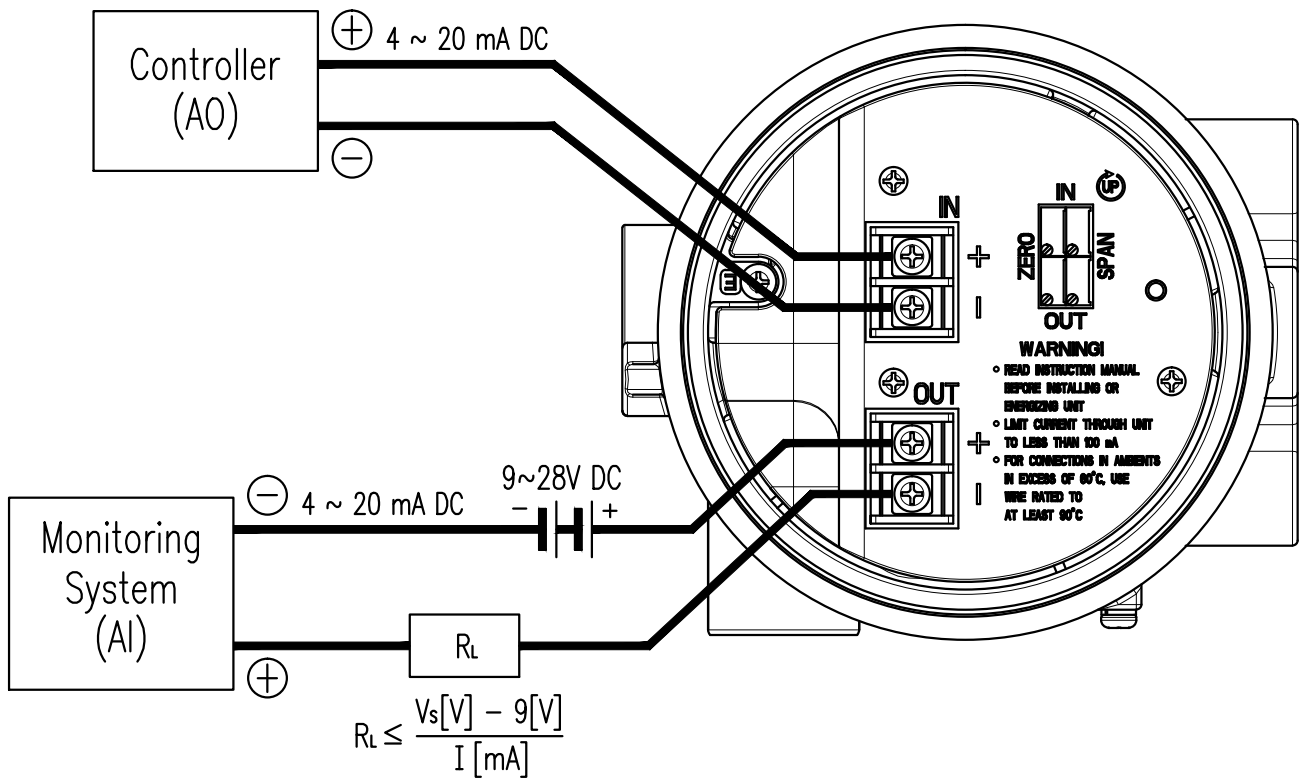 ⊕ 4 ~ 20 mA DC
Controller
(AO)
⊖
IN
+
−
E
IN
UP
ZERO
SPAN
OUT
WARNING!
○ READ INSTRUCTION MANUAL
BEFORE INSTALLING OR
ENERGIZING UNIT
○ LIMIT CURRENT THROUGH UNIT
TO LESS THAN 100 mA
○ FOR CONNECTIONS IN AMBIENTS
IN EXCESS OF 60°C, USE
WIRE RATED TO
AT LEAST 90°C
OUT
+
−
9~28V DC
− +
⊖ 4 ~ 20 mA DC
Monitoring
System
(AI)
⊕
RL
RL ≤ Vs[V] − 9[V]
I [mA]